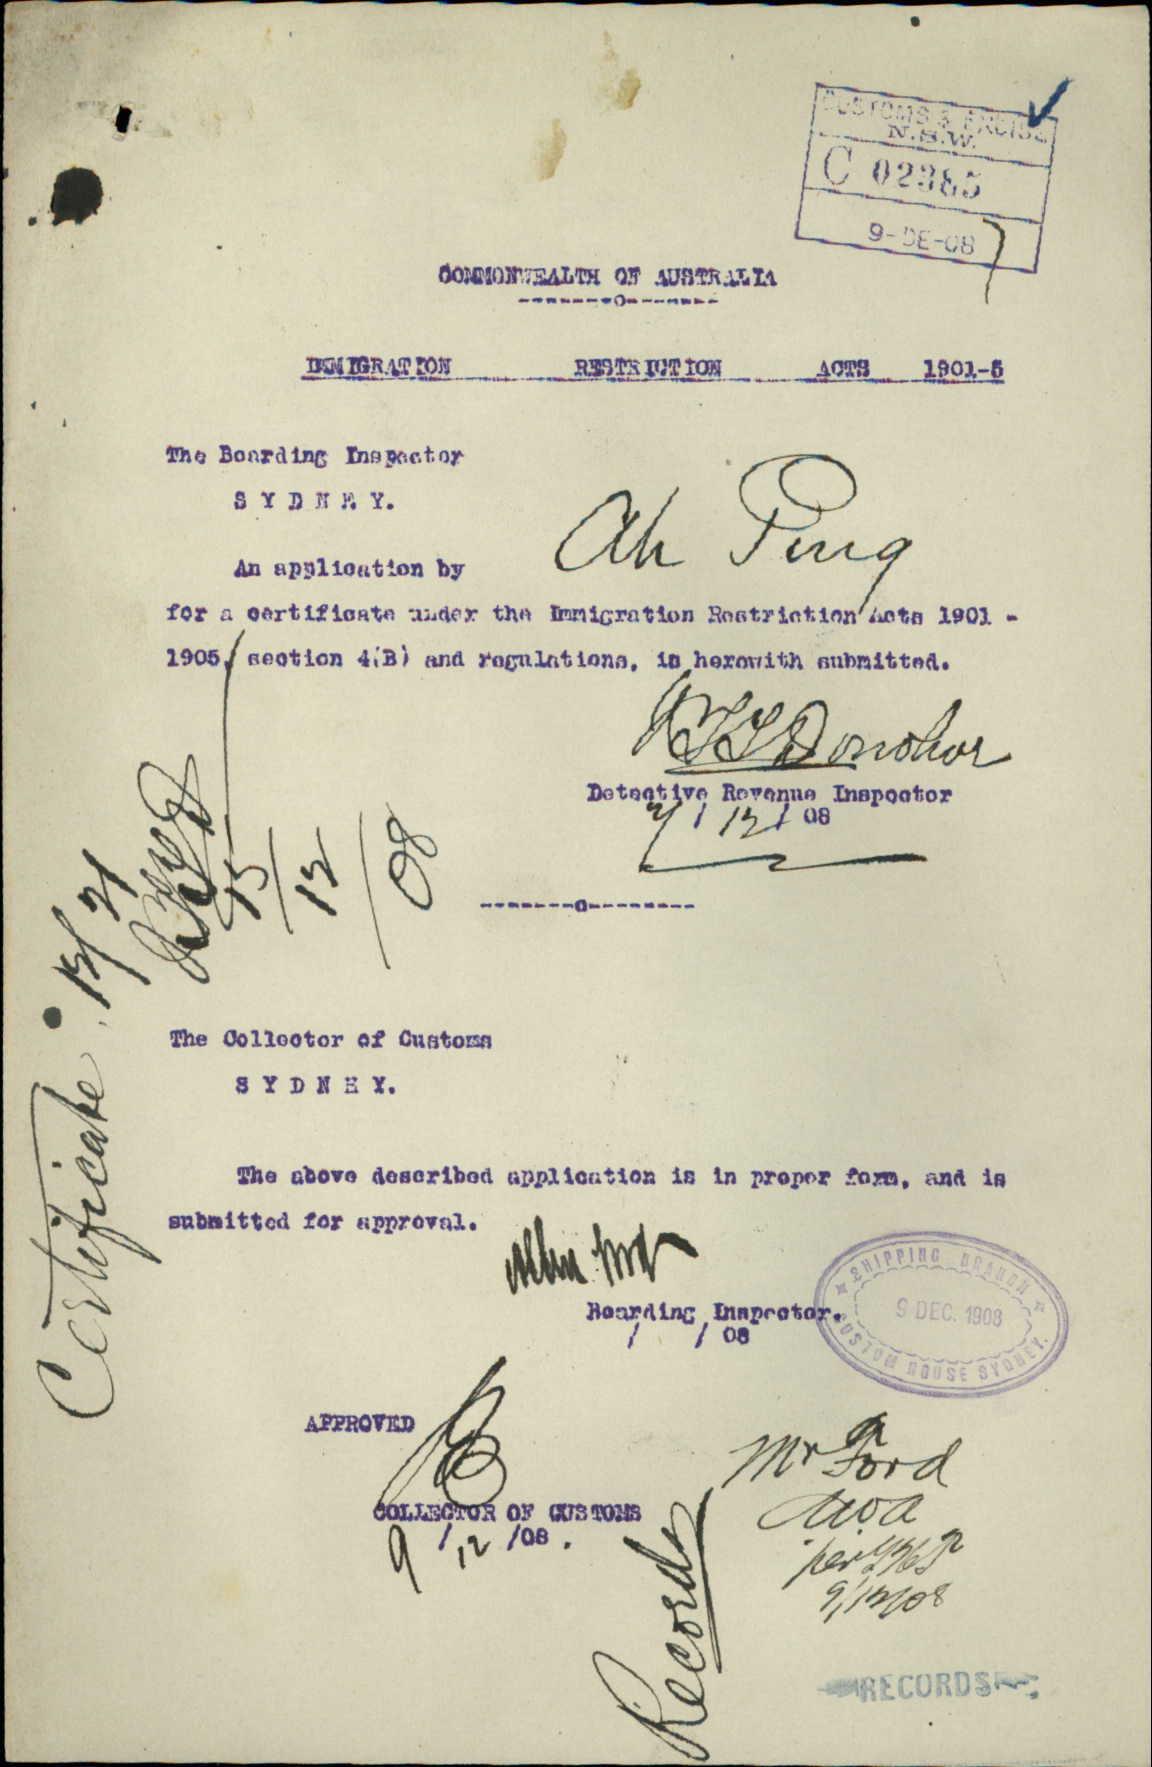 CUSTOMS & EXCISE
N.S.W.
C 02385
9-DE-08
COMMONWEALTH OF AUSTRALIA
--------o--------
IMMIGRATION RESTRICTION ACTS 1901-5
The Boarding Inspector
S Y D N E Y.
An application by Ah Ping
for a certificate under the Immigration Restriction Acts 1901 -
1905, section 4(B) and regulations, is herewith submitted.
Donohoe
Detective Revenue Inspector
/ 12 / 08
--------o---------
15/12/08
Certificate
The Collector of Customs
S Y D N E Y.
The above described application is in proper form, and is
submitted for approval.
Boarding Inspector.
/ / 08
SHIPPING BRANCH
9 DEC. 1908
CUSTOM HOUSE SYDNEY.
APPROVED
COLLECTOR OF CUSTOMS
9 / 12 /08.
Mr Ford
per
9/12/08
Records
RECORDS